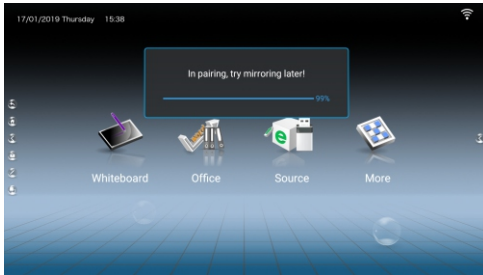 17/01/2019 Thursday 15:38
In pairing, try mirroring later!
99%
Whiteboard Office Source More